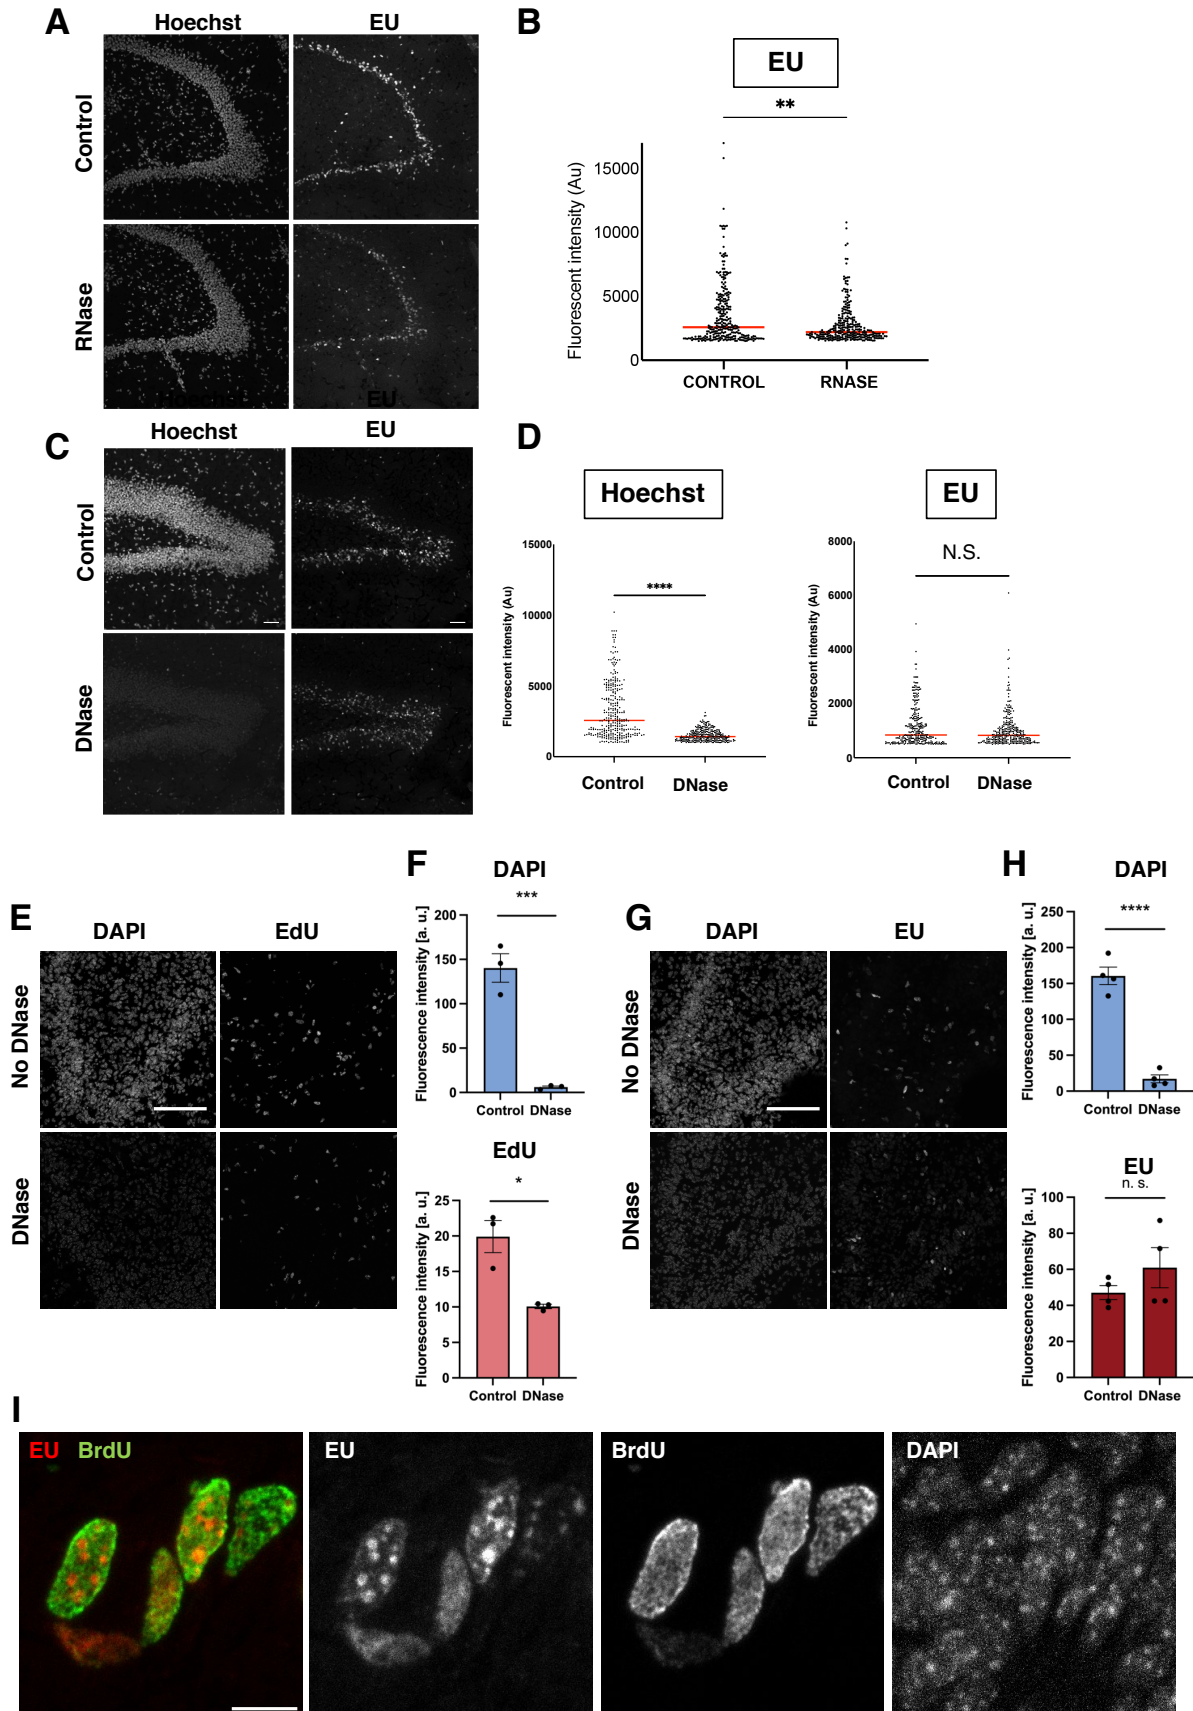 A
Hoechst
EU
Control
RNase
Hoechst
EU
B
EU
**
Fluorescent intensity (Au)
15000
10000
5000
0
CONTROL
RNASE
C
Hoechst
EU
Control
DNase
D
Hoechst
****
Fluorescent intensity (Au)
15000
10000
5000
0
Control
DNase
EU
N.S.
Fluorescent intensity (Au)
8000
6000
4000
2000
0
Control
DNase
E
DAPI
EdU
No DNase
DNase
F
DAPI
***
Fluorescence intensity [a. u.]
200
150
100
50
0
Control DNase
EdU
*
Fluorescence intensity [a. u.]
25
20
15
10
5
0
Control DNase
G
DAPI
EU
No DNase
DNase
H
DAPI
****
Fluorescence intensity [a. u.]
250
200
150
100
50
0
Control DNase
EU
n. s.
Fluorescence intensity [a. u.]
100
80
60
40
20
0
Control DNase
I
EU BrdU
EU
BrdU
DAPI